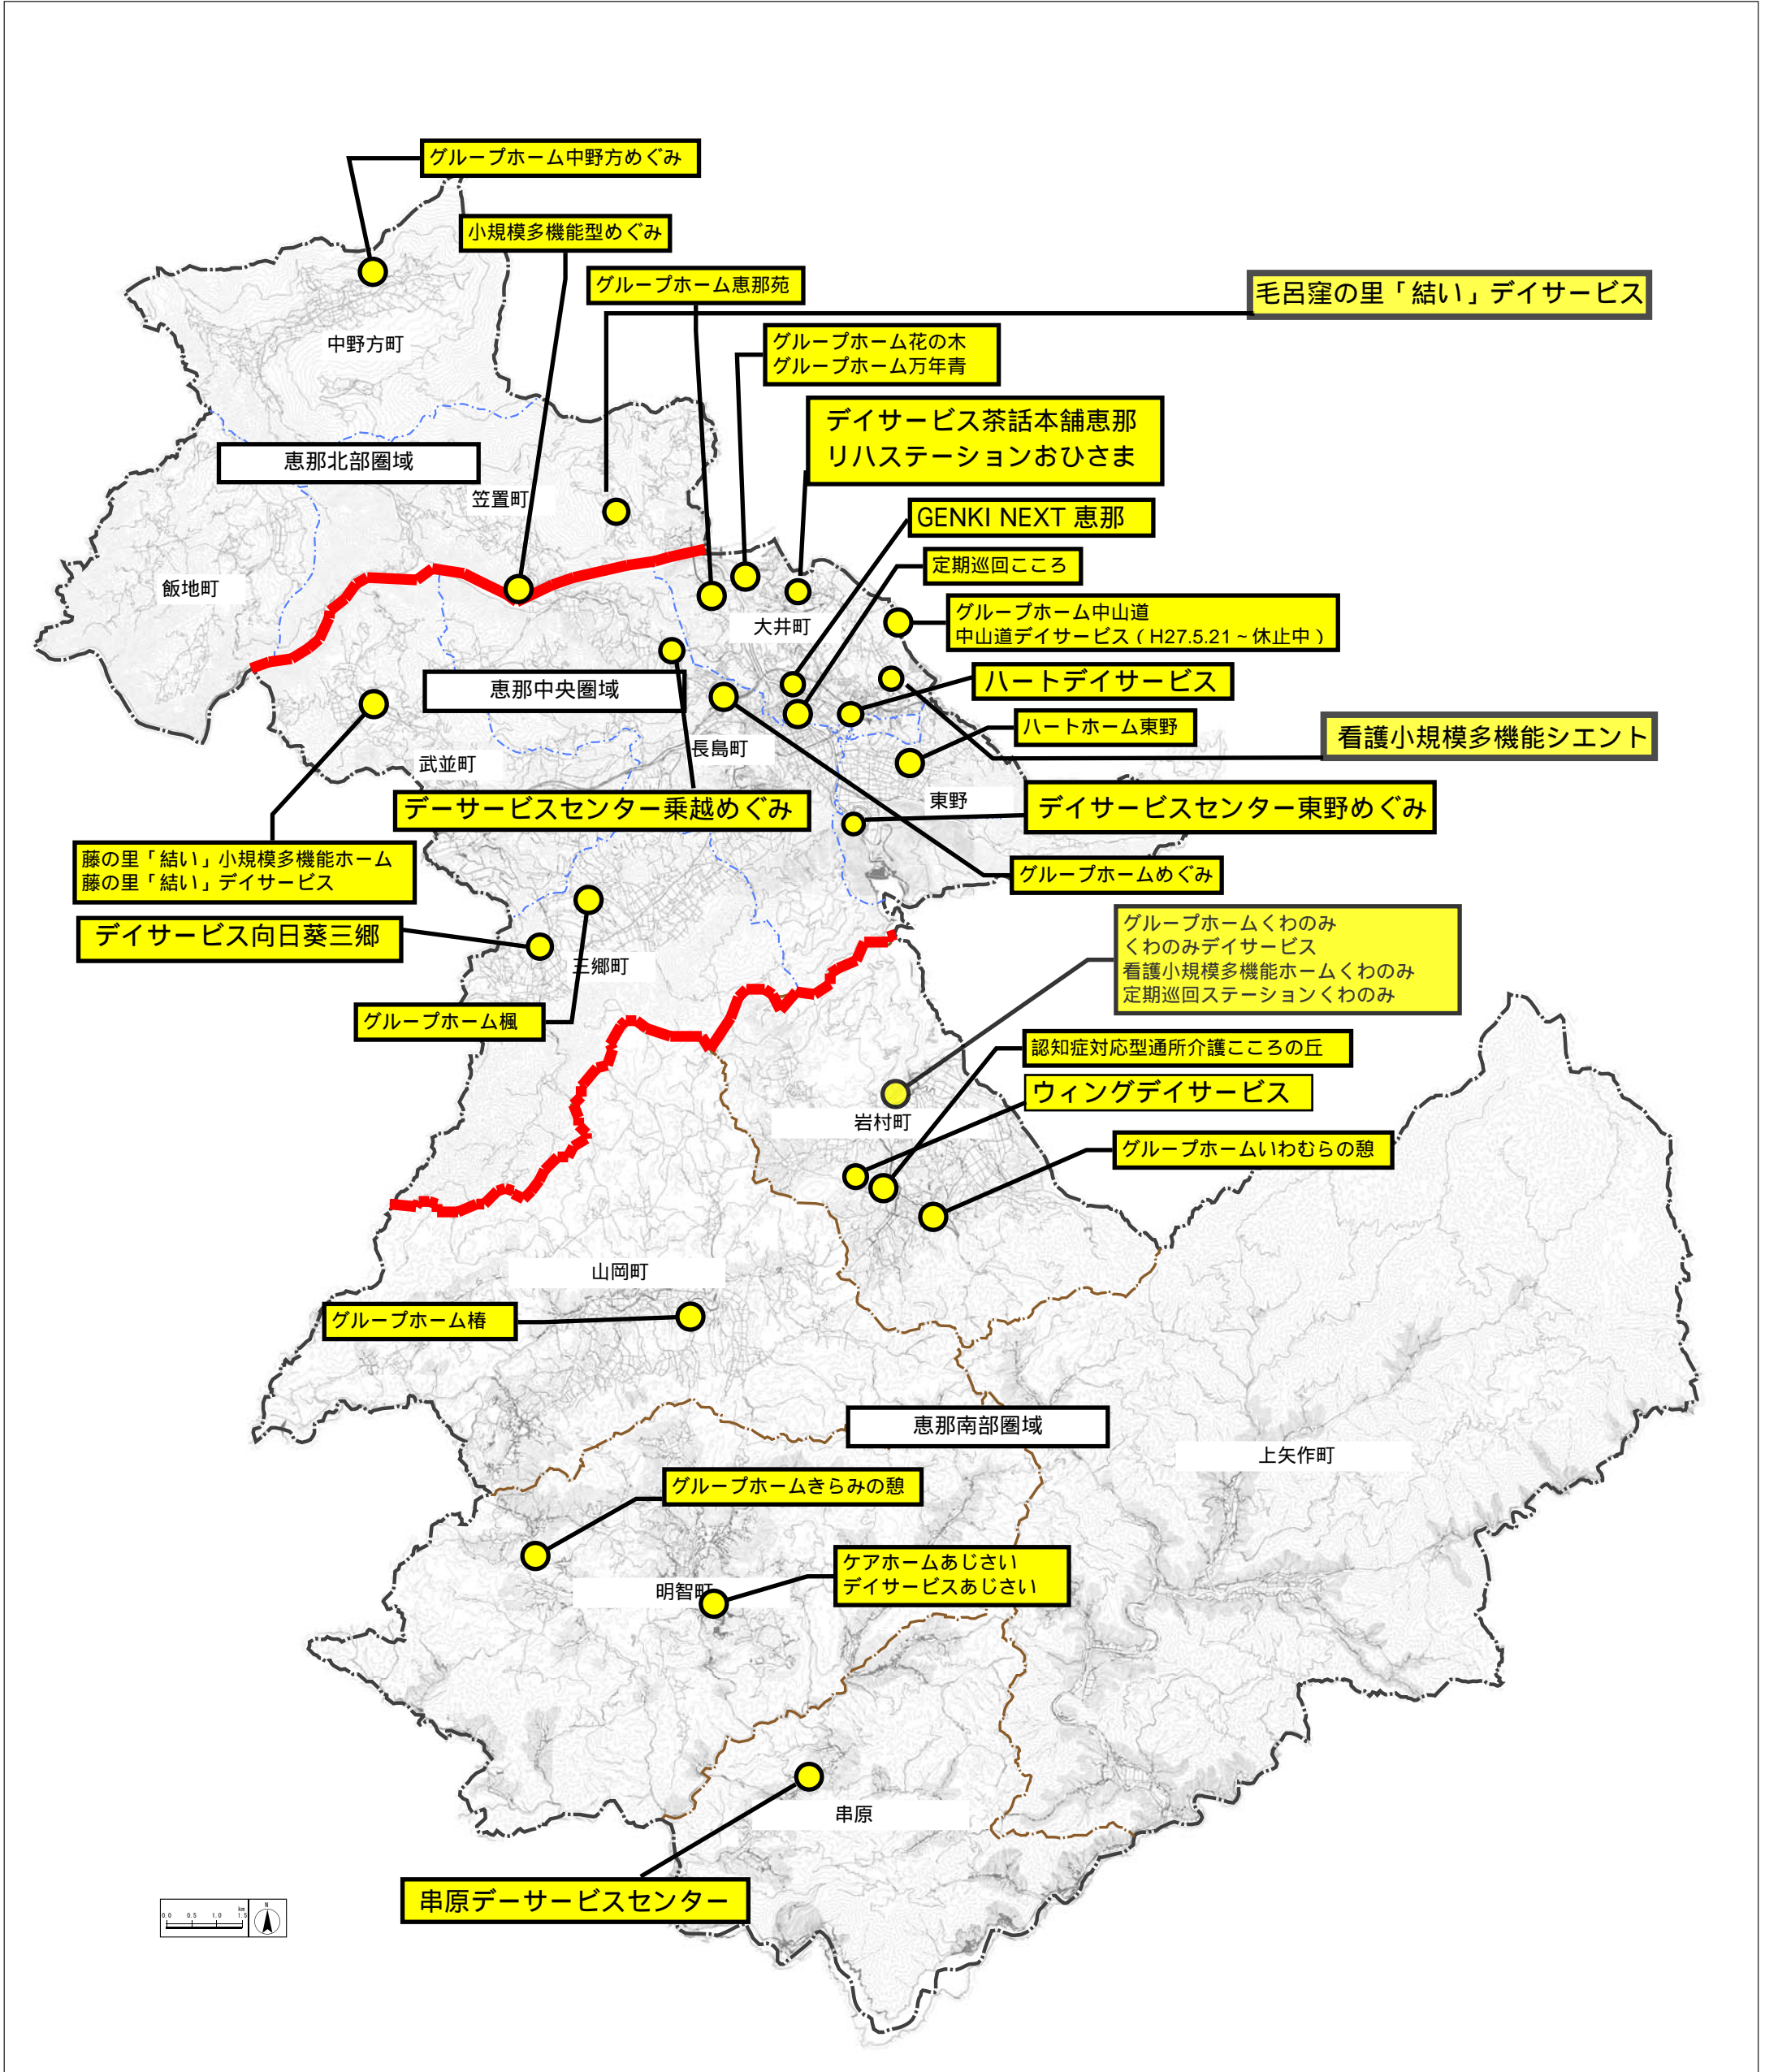 グループホーム中野方めぐみ
小規模多機能型めぐみ
グループホーム恵那苑
毛呂窪の里「結い」デイサービス
グループホーム花の木
グループホーム万年青
中野方町
デイサービス茶話本舗恵那
リハステーションおひさま
恵那北部圏域
笠置町
GENKI NEXT 恵那
定期巡回こころ
飯地町
グループホーム中山道
中山道デイサービス(H27.5.21~休止中)
大井町
ハートデイサービス
恵那中央圏域
ハートホーム東野
看護小規模多機能シエント
長島町
武並町
東野
デーサービスセンター乗越めぐみ
デイサービスセンター東野めぐみ
藤の里「結い」小規模多機能ホーム
藤の里「結い」デイサービス
グループホームめぐみ
デイサービス向日葵三郷
グループホームくわのみ
くわのみデイサービス
看護小規模多機能ホームくわのみ
定期巡回ステーションくわのみ
三郷町
グループホーム楓
認知症対応型通所介護こころの丘
ウィングデイサービス
岩村町
グループホームいわむらの憩
山岡町
グループホーム椿
恵那南部圏域
上矢作町
グループホームきらみの憩
ケアホームあじさい
デイサービスあじさい
明智町
串原
串原デーサービスセンター
km
0.0 0.5 1.0 1.5
N